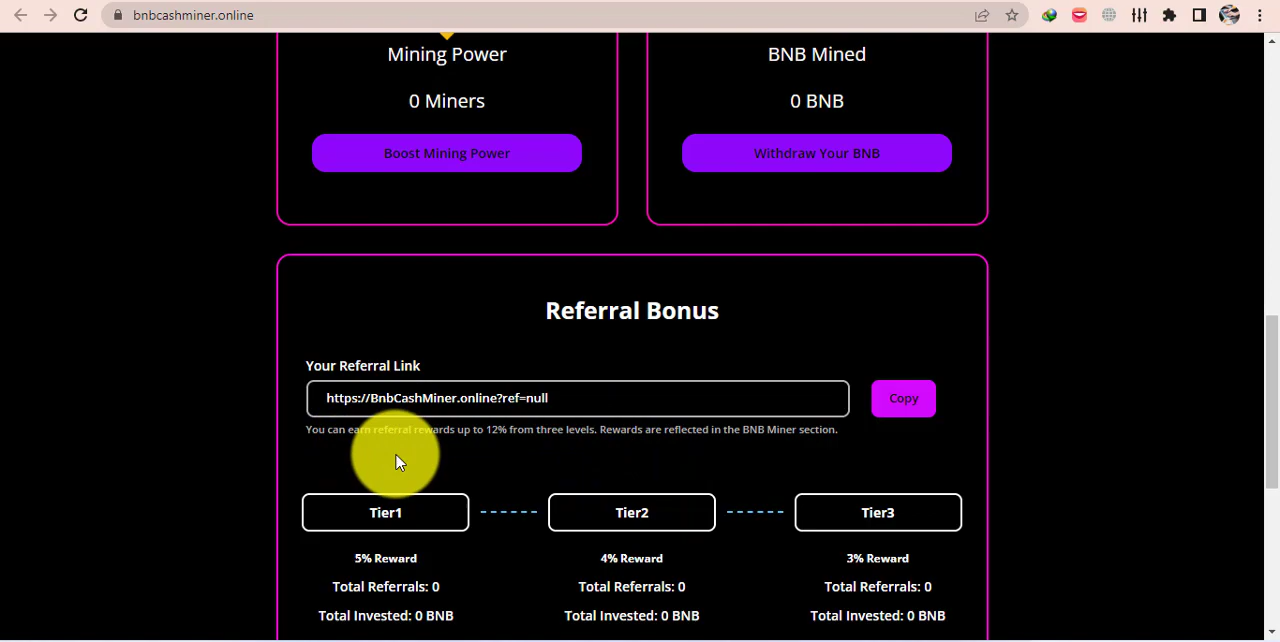 bnbcashminer.online
Mining Power
BNB Mined
0 Miners
0 BNB
Boost Mining Power
Withdraw Your BNB
Referral Bonus
Your Referral Link
https://BnbCashMiner.online?ref=null
Copy
You can earn referral rewards up to 12% from three levels. Rewards are reflected in the BNB Miner section.
Tier1
Tier2
Tier3
5% Reward
4% Reward
3% Reward
Total Referrals: 0
Total Referrals: 0
Total Referrals: 0
Total Invested: 0 BNB
Total Invested: 0 BNB
Total Invested: 0 BNB